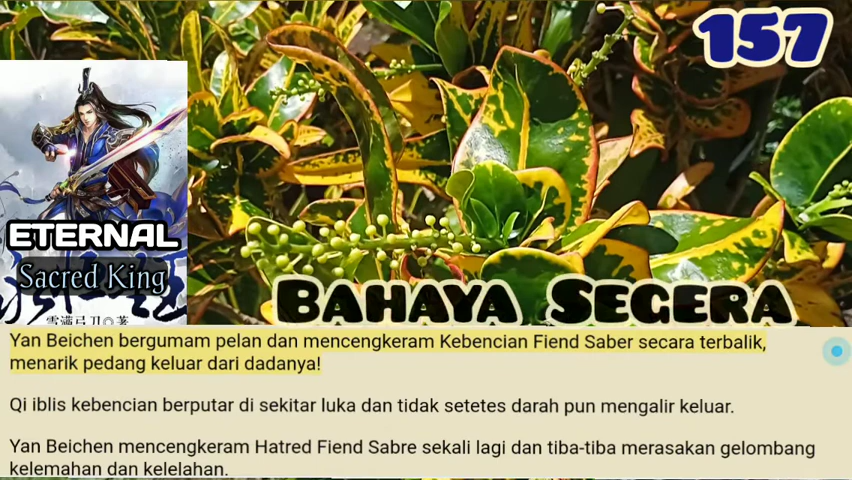 157
ETERNAL
Sacred King
雪满弓刀◎著
BAHAYA SEGERA
Yan Beichen bergumam pelan dan mencengkeram Kebencian Fiend Saber secara terbalik,
menarik pedang keluar dari dadanya!
Qi iblis kebencian berputar di sekitar luka dan tidak setetes darah pun mengalir keluar.
Yan Beichen mencengkeram Hatred Fiend Sabre sekali lagi dan tiba-tiba merasakan gelombang
kelemahan dan kelelahan.